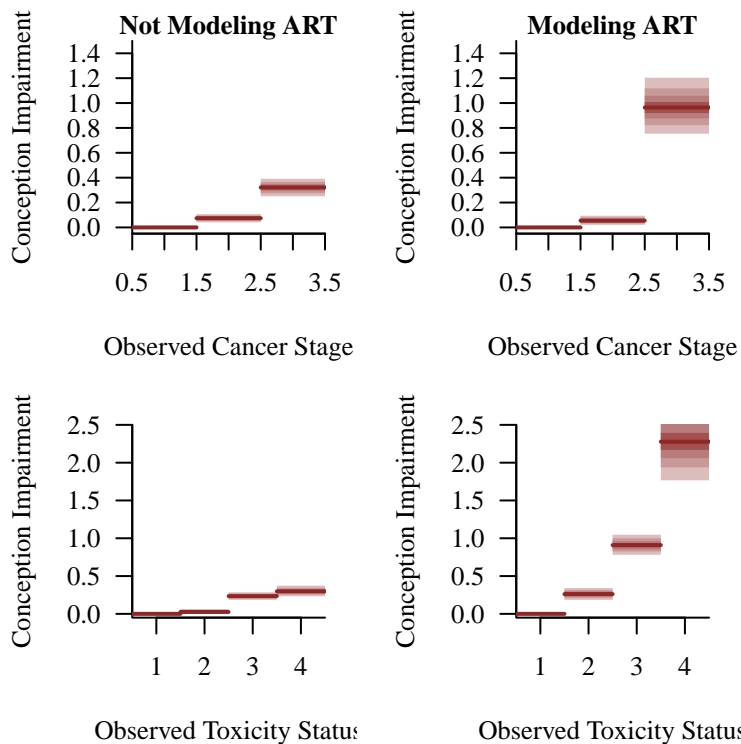 Not Modeling ART
Conception Impairment
1.4
1.2
1.0
0.8
0.6
0.4
0.2
0.0
0.5 1.5 2.5 3.5
Observed Cancer Stage
Modeling ART
Conception Impairment
1.4
1.2
1.0
0.8
0.6
0.4
0.2
0.0
0.5 1.5 2.5 3.5
Observed Cancer Stage
Conception Impairment
2.5
2.0
1.5
1.0
0.5
0.0
1 2 3 4
Observed Toxicity Status
Conception Impairment
2.5
2.0
1.5
1.0
0.5
0.0
1 2 3 4
Observed Toxicity Status